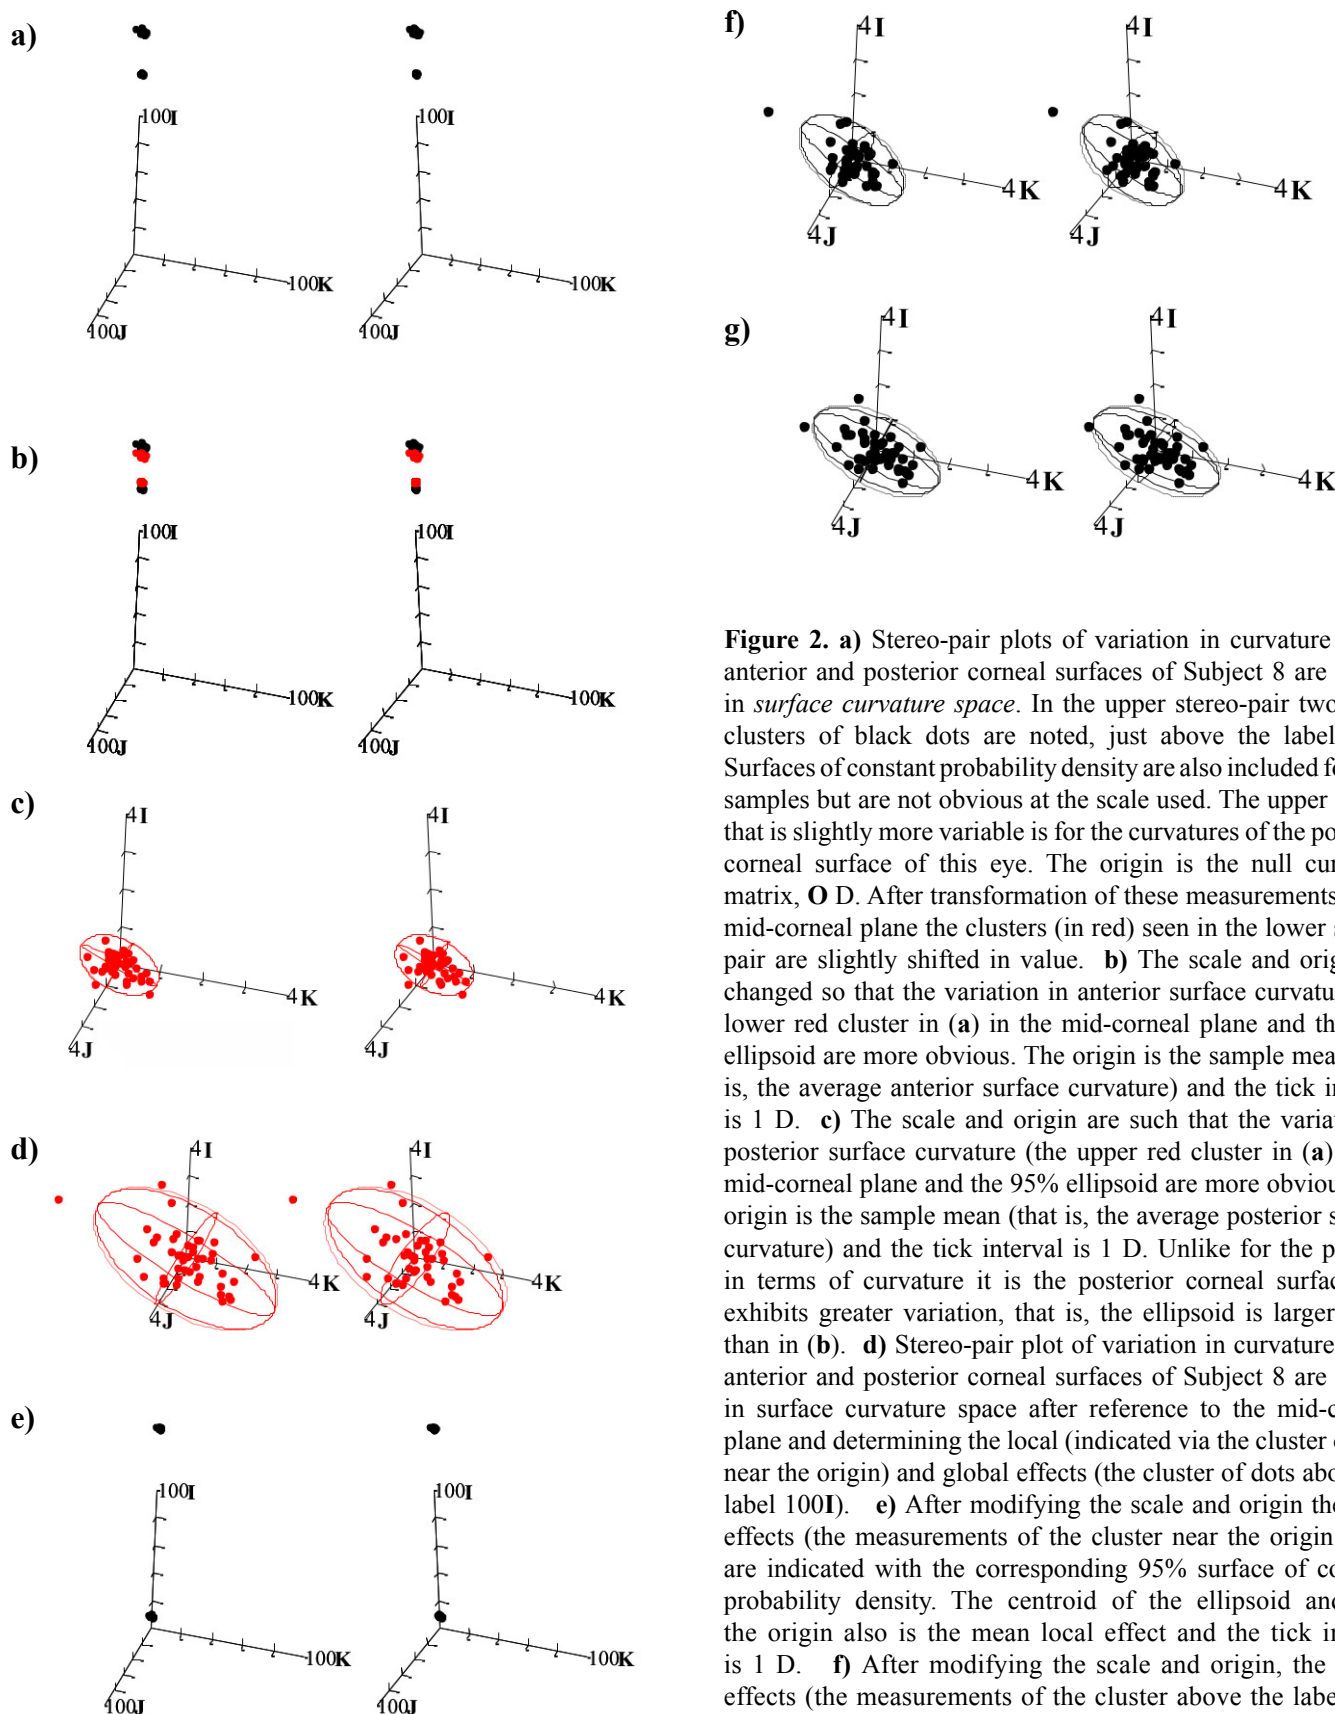 a)
100I
100K
100J
100I
100K
100J
b)
100I
100K
100J
100I
100K
100J
c)
4I
4K
4J
4I
4K
4J
d)
4I
4K
4J
4I
4K
4J
e)
100I
100K
100J
100I
100K
100J
f)
4I
4K
4J
4I
4K
4J
g)
4I
4K
4J
4I
4K
4J
Figure 2. a) Stereo-pair plots of variation in curvature
anterior and posterior corneal surfaces of Subject 8 are
in surface curvature space. In the upper stereo-pair two
clusters of black dots are noted, just above the label
Surfaces of constant probability density are also included
samples but are not obvious at the scale used. The upper
that is slightly more variable is for the curvatures of the
corneal surface of this eye. The origin is the null
matrix, O D. After transformation of these measurements
mid-corneal plane the clusters (in red) seen in the lower
pair are slightly shifted in value. b) The scale and
changed so that the variation in anterior surface
lower red cluster in (a) in the mid-corneal plane and
ellipsoid are more obvious. The origin is the sample
is, the average anterior surface curvature) and the tick
is 1 D. c) The scale and origin are such that the
posterior surface curvature (the upper red cluster in (a)
mid-corneal plane and the 95% ellipsoid are more
origin is the sample mean (that is, the average posterior
curvature) and the tick interval is 1 D. Unlike for the
in terms of curvature it is the posterior corneal
exhibits greater variation, that is, the ellipsoid is larger
than in (b). d) Stereo-pair plot of variation in curvature
anterior and posterior corneal surfaces of Subject 8 are
in surface curvature space after reference to the
plane and determining the local (indicated via the cluster
near the origin) and global effects (the cluster of dots
label 100I). e) After modifying the scale and origin
effects (the measurements of the cluster near the origin
are indicated with the corresponding 95% surface of
probability density. The centroid of the ellipsoid
the origin also is the mean local effect and the tick
is 1 D. f) After modifying the scale and origin, the
effects (the measurements of the cluster above the